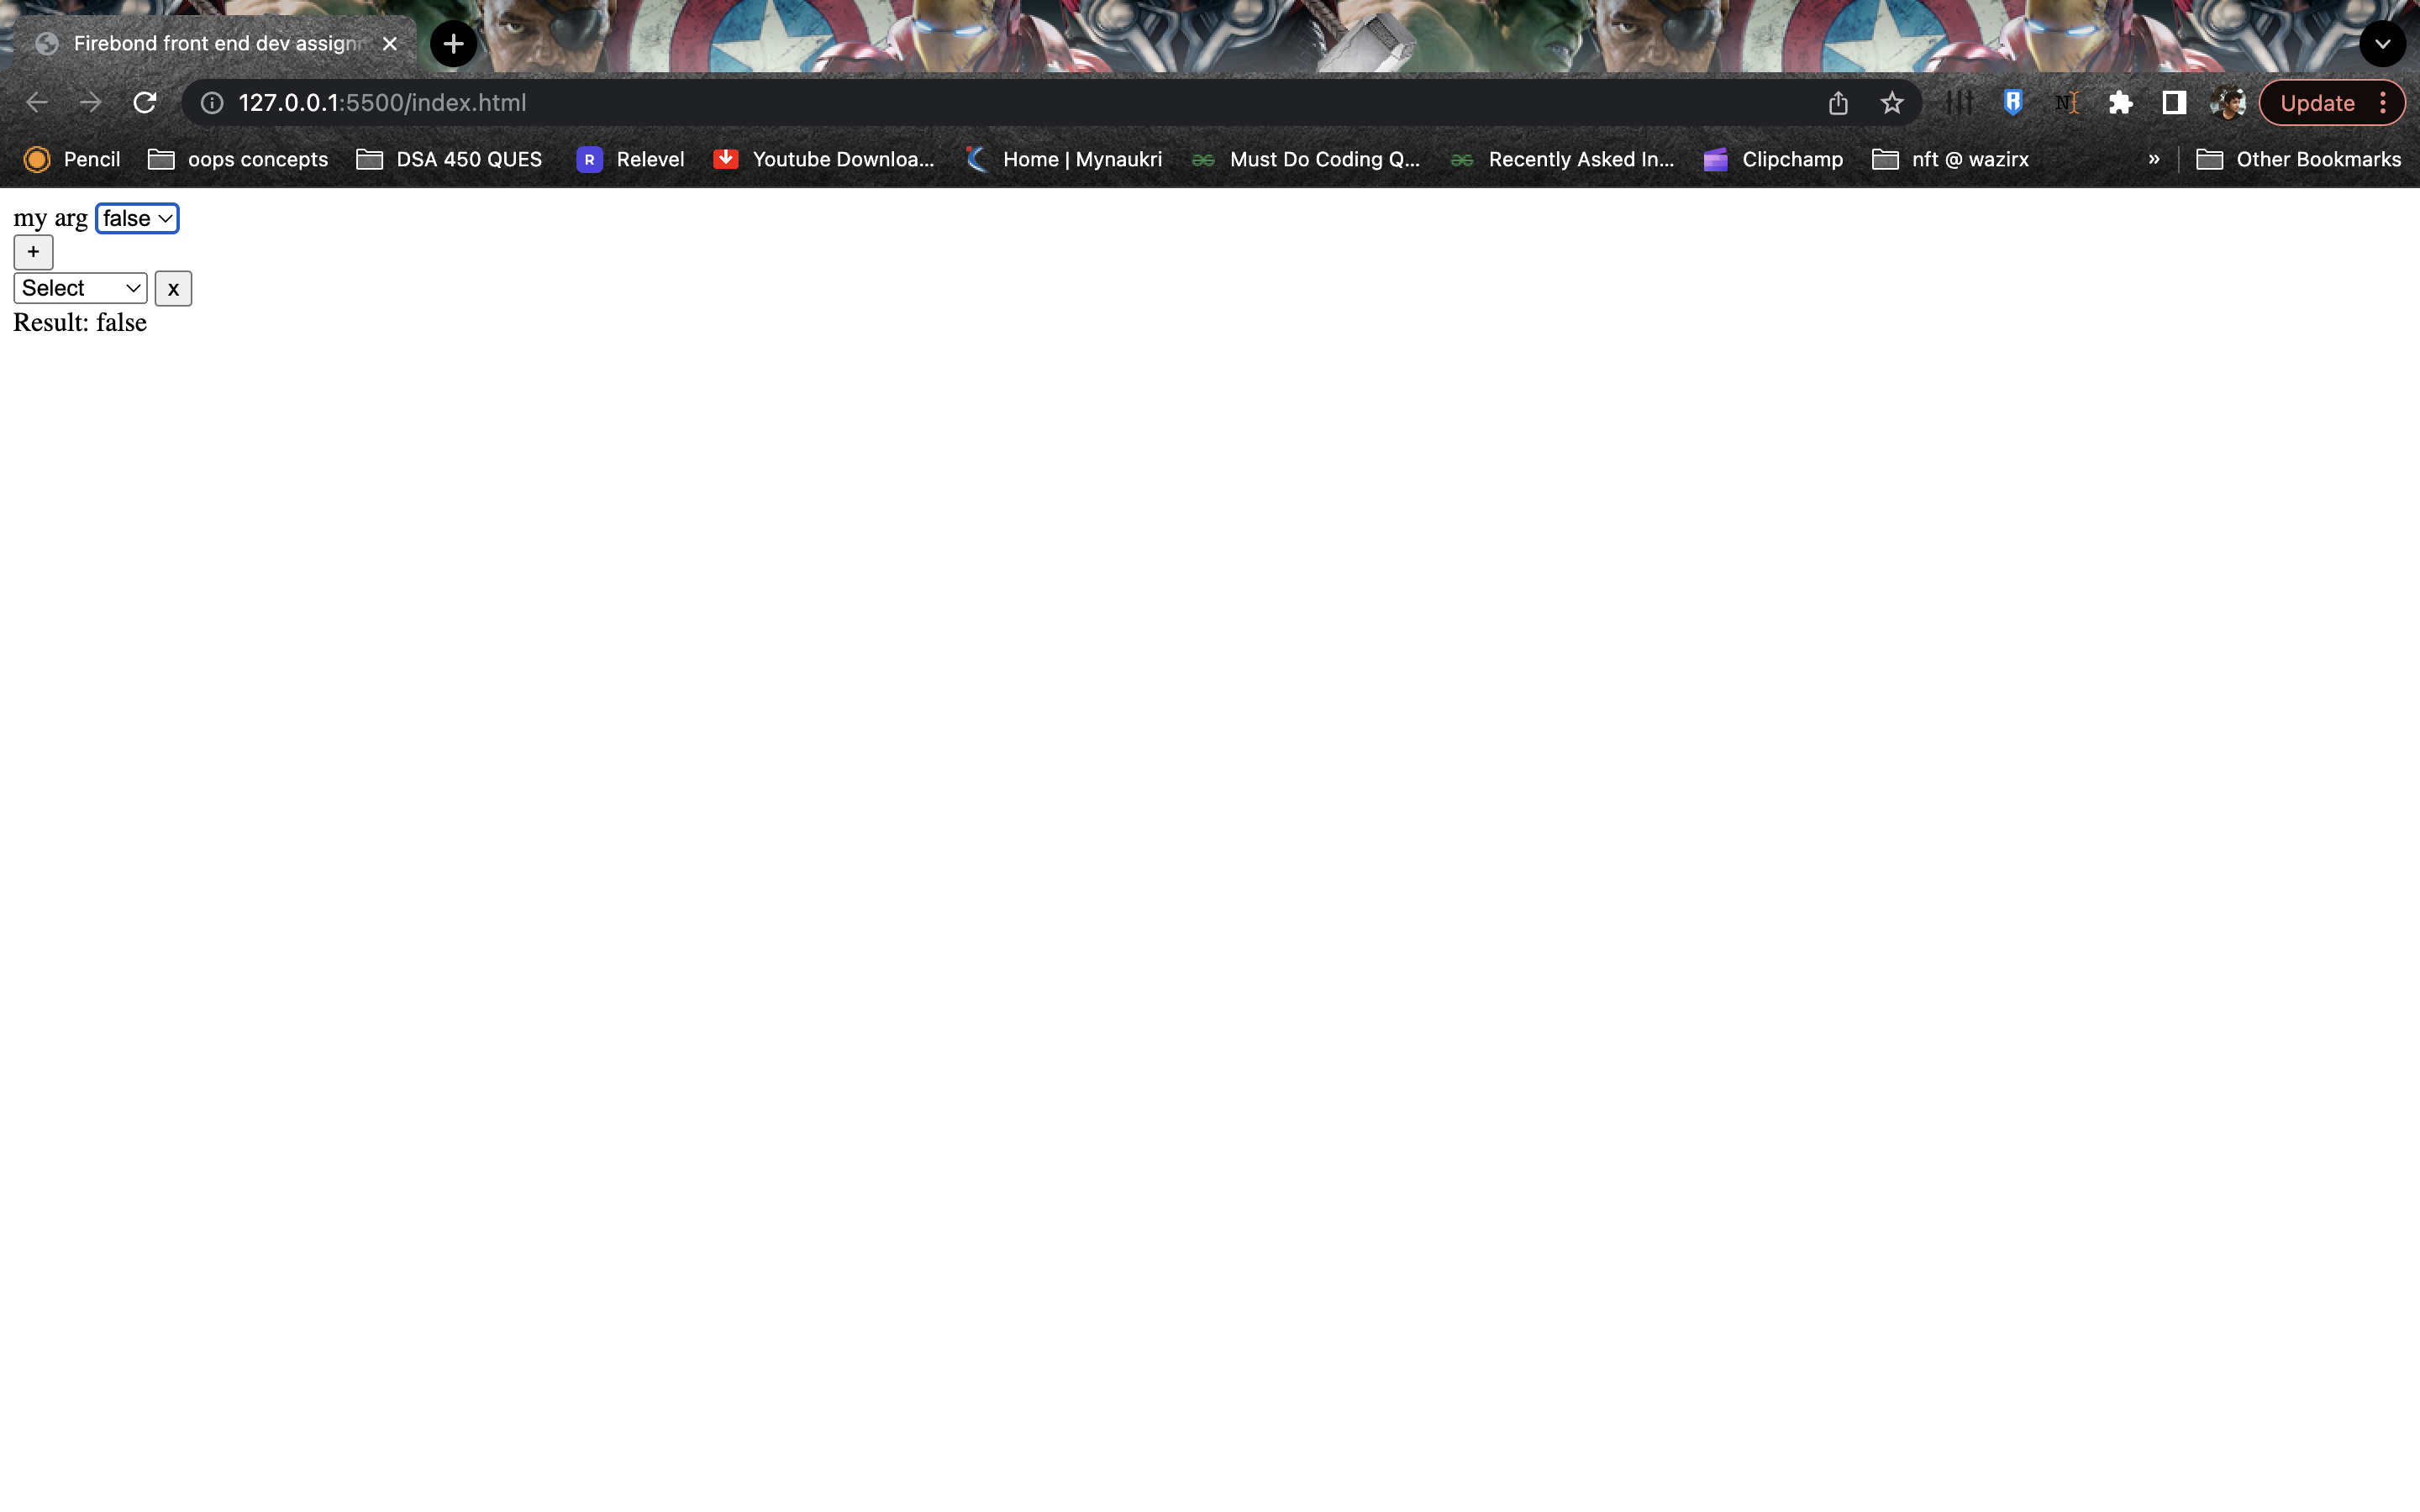 Firebond front end dev assign
127.0.0.1:5500/index.html
Update
Pencil oops concepts DSA 450 QUES R Relevel Youtube Downloa... Home | Mynaukri Must Do Coding Q... Recently Asked In... Clipchamp nft @ wazirx » Other Bookmarks
my arg false
+
Select x
Result: false